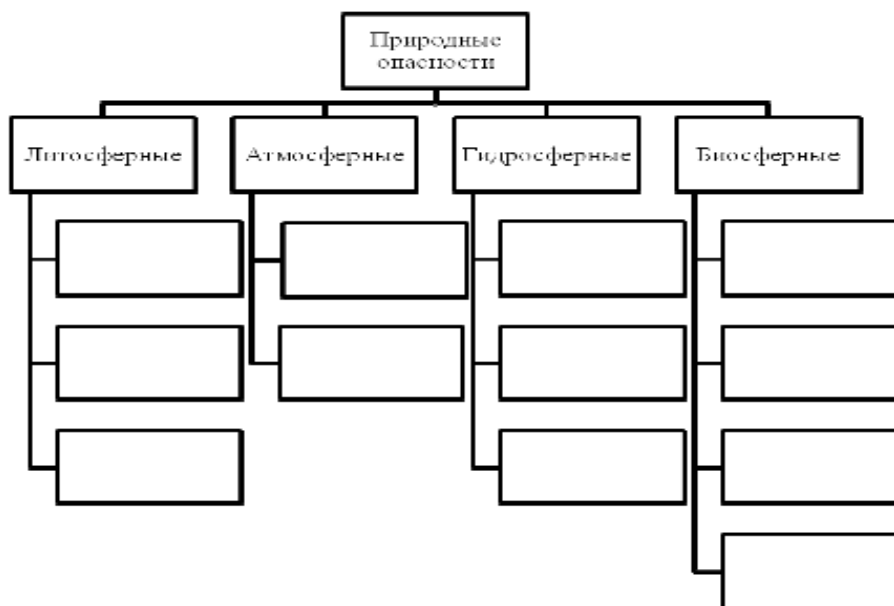 Природные
опасности
Литосферные
Атмосферные
Гидросферные
Биосферные